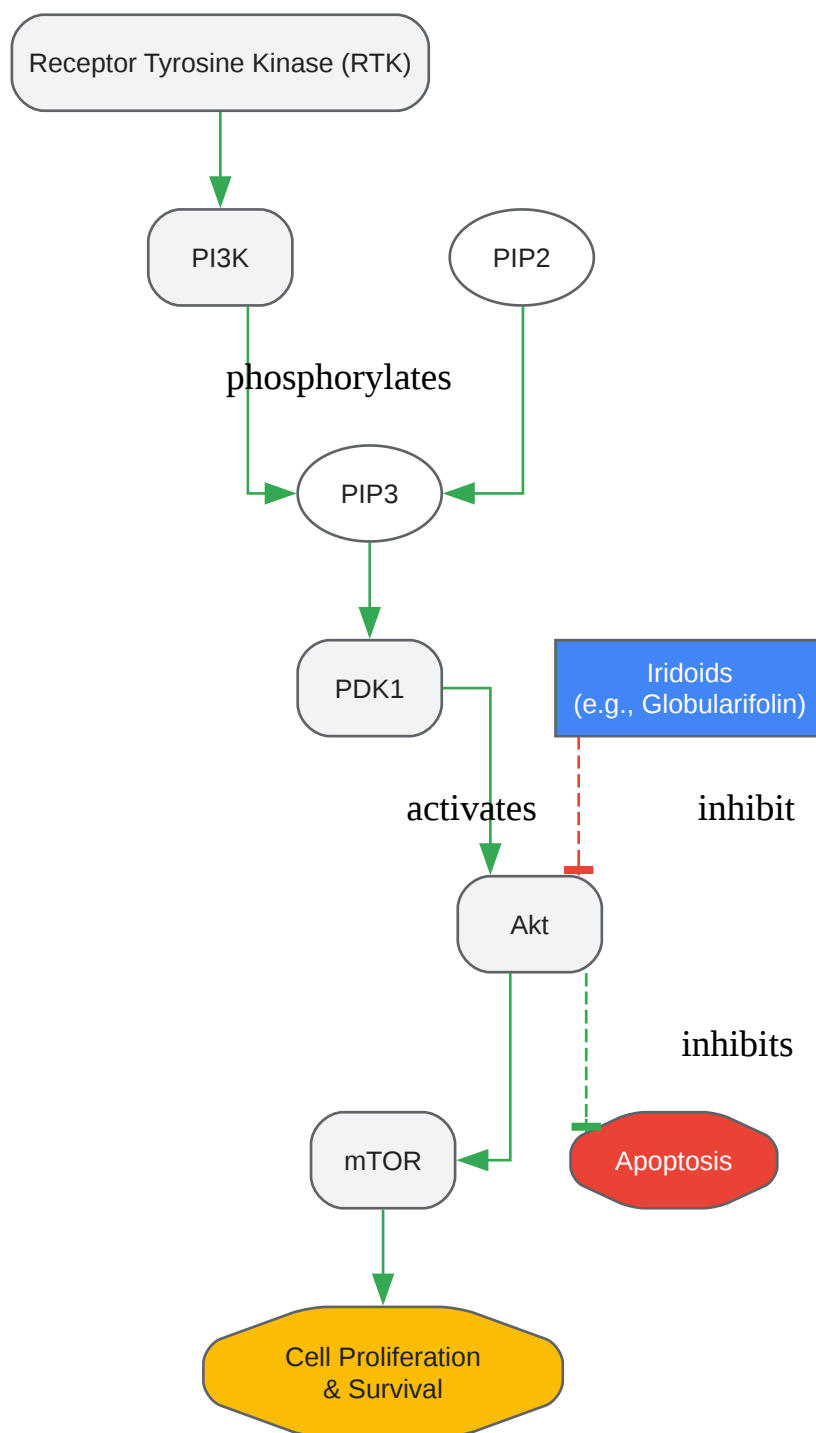 Receptor Tyrosine Kinase (RTK)
PI3K
PIP2
phosphorylates
PIP3
PDK1
Iridoids
(e.g., Globularifolin)
activates
inhibit
Akt
inhibits
mTOR
Apoptosis
Cell Proliferation
& Survival